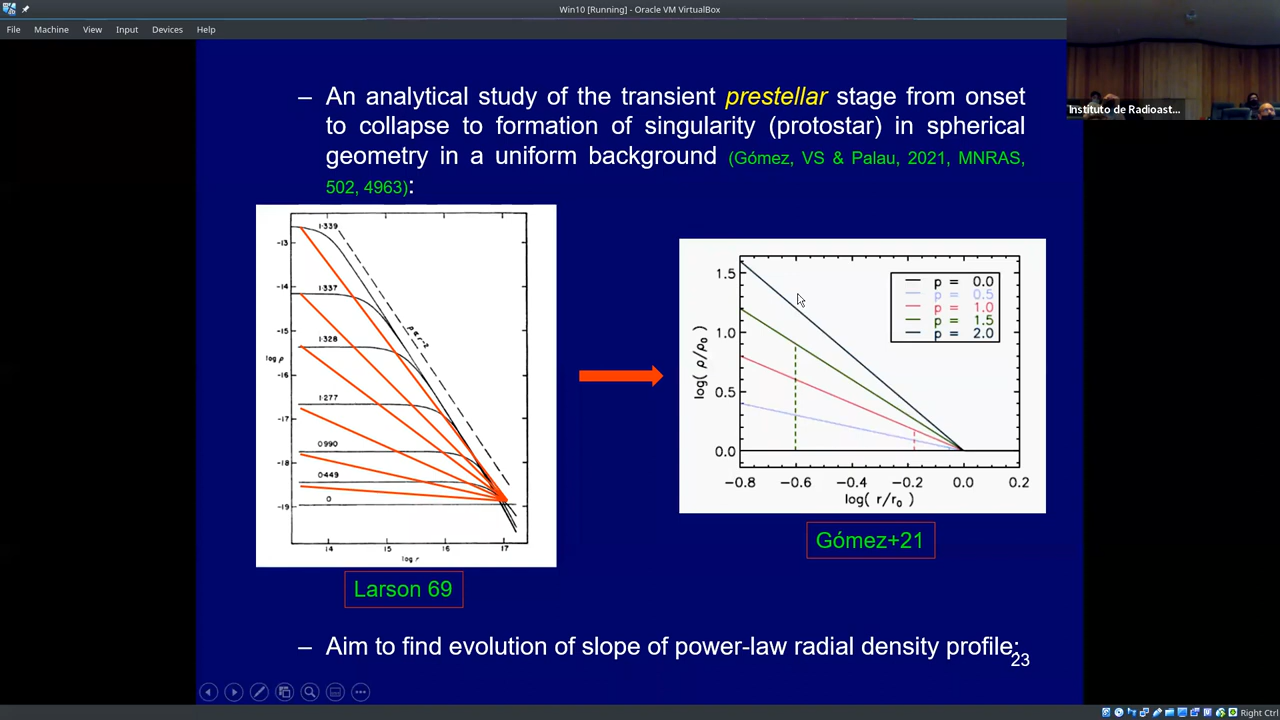 Win10 [Running] - Oracle VM VirtualBox
File Machine View Input Devices Help
Instituto de Radioast...
– An analytical study of the transient prestellar stage from onset
to collapse to formation of singularity (protostar) in spherical
geometry in a uniform background (Gómez, VS & Palau, 2021, MNRAS,
502, 4963):
1·339
-13
-14
1·337
ρ α r⁻²
-15
1·328
log ρ
-16
1·277
-17
0·990
-18
0·449
0
-19
14 15 16 17
log r
Larson 69
1.5
1.0
0.5
0.0
log( ρ/ρ₀ )
p = 0.0
p = 0.5
p = 1.0
p = 1.5
p = 2.0
−0.8 −0.6 −0.4 −0.2 0.0 0.2
log( r/r₀ )
Gómez+21
– Aim to find evolution of slope of power-law radial density profile:
23
Right Ctrl